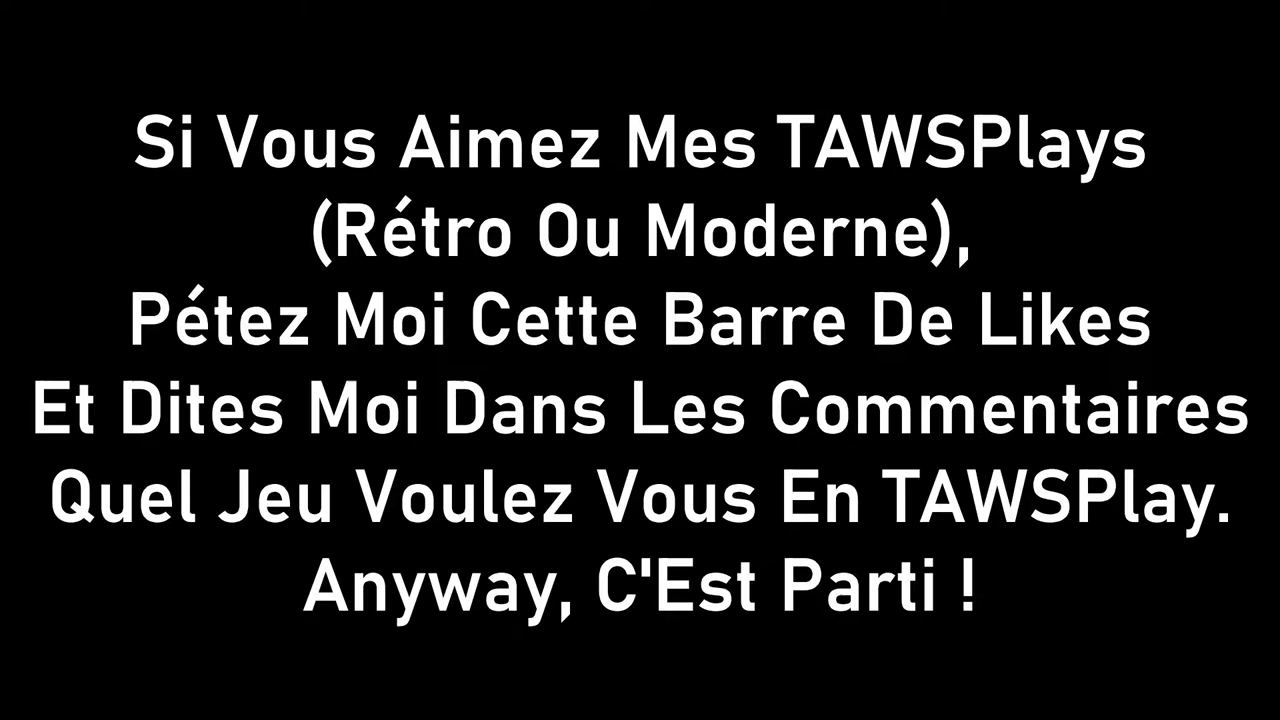 Si Vous Aimez Mes TAWSPlays
(Rétro Ou Moderne),
Pétez Moi Cette Barre De Likes
Et Dites Moi Dans Les Commentaires
Quel Jeu Voulez Vous En TAWSPlay.
Anyway, C'Est Parti !